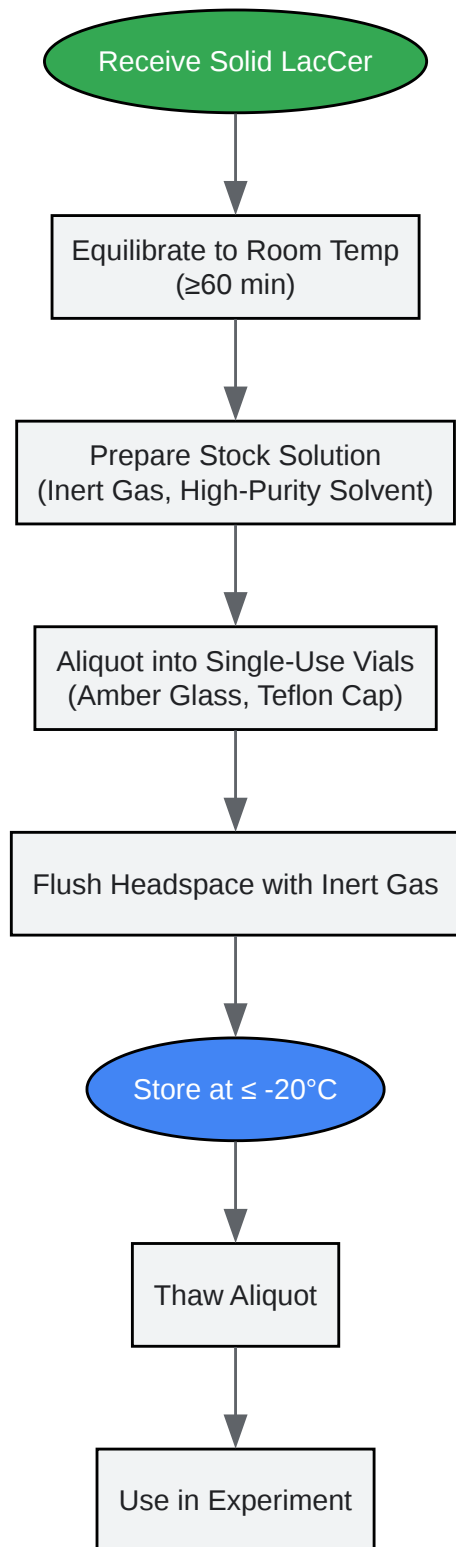 Receive Solid LacCer
Equilibrate to Room Temp
(≥60 min)
Prepare Stock Solution
(Inert Gas, High-Purity Solvent)
Aliquot into Single-Use Vials
(Amber Glass, Teflon Cap)
Flush Headspace with Inert Gas
Store at ≤ -20°C
Thaw Aliquot
Use in Experiment